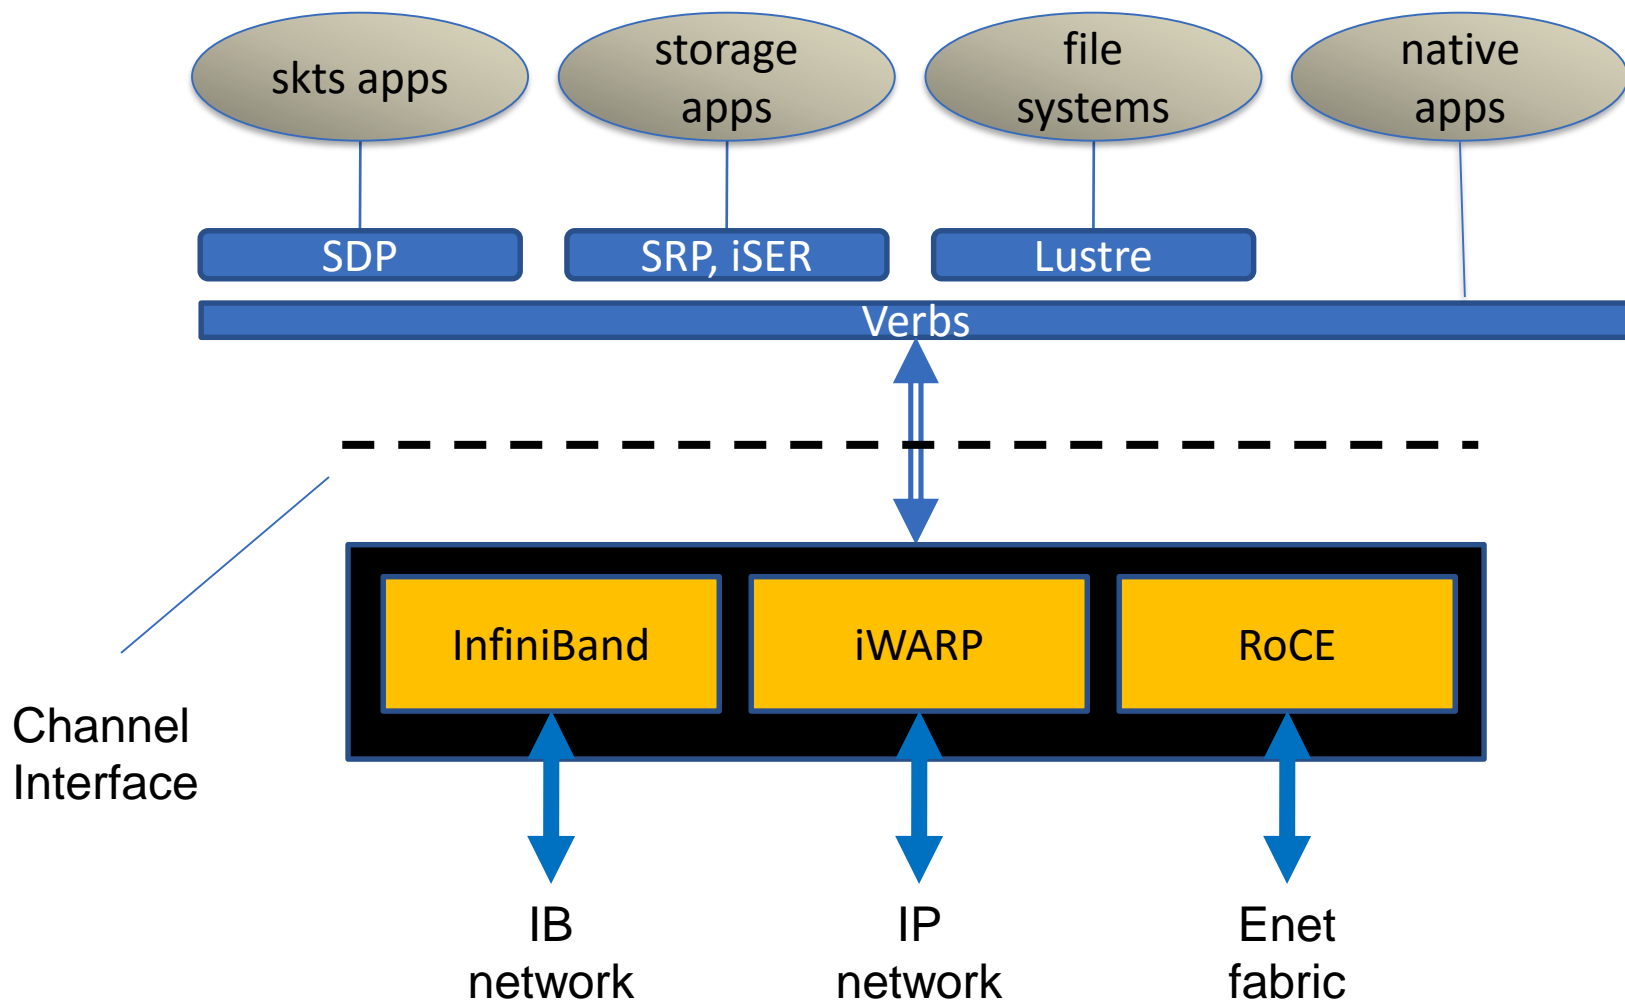 skts apps
storage
apps
file
systems
native
apps
SDP
SRP, iSER
Lustre
Verbs
InfiniBand
iWARP
RoCE
Channel
Interface
IB
network
IP
network
Enet
fabric